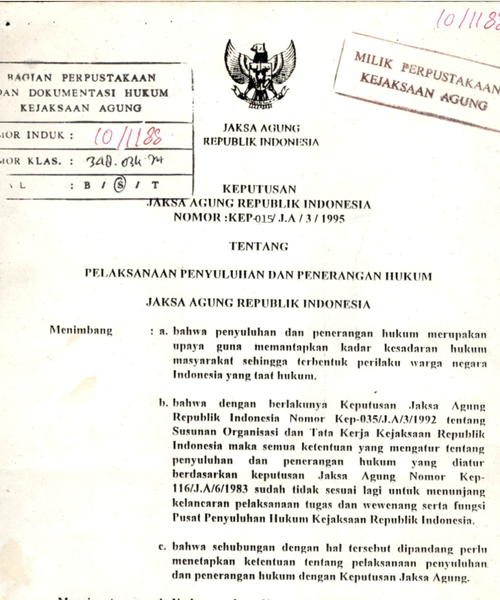 10/1188
MILIK PERPUSTAKAAN
KEJAKSAAN AGUNG
BAGIAN PERPUSTAKAAN
DAN DOKUMENTASI HUKUM
KEJAKSAAN AGUNG
MOR INDUK : 10/1188
MOR KLAS. :
L : B / S / T
JAKSA AGUNG
REPUBLIK INDONESIA
KEPUTUSAN
JAKSA AGUNG REPUBLIK INDONESIA
NOMOR :KEP-015/ J.A / 3 / 1995
TENTANG
PELAKSANAAN PENYULUHAN DAN PENERANGAN HUKUM
JAKSA AGUNG REPUBLIK INDONESIA
Menimbang : a. bahwa penyuluhan dan penerangan hukum merupakan
upaya guna memantapkan kadar kesadaran hukum
masyarakat sehingga terbentuk perilaku warga negara
Indonesia yang taat hukum.
b. bahwa dengan berlakunya Keputusan Jaksa Agung
Republik Indonesia Nomor Kep-035/J.A/3/1992 tentang
Susunan Organisasi dan Tata Kerja Kejaksaan Republik
Indonesia maka semua ketentuan yang mengatur tentang
penyuluhan dan penerangan hukum yang diatur
berdasarkan keputusan Jaksa Agung Nomor Kep-
116/J.A/6/1983 sudah tidak sesuai lagi untuk menunjang
kelancaran pelaksanaan tugas dan wewenang serta fungsi
Pusat Penyuluhan Hukum Kejaksaan Republik Indonesia.
c. bahwa sehubungan dengan hal tersebut dipandang perlu
menetapkan ketentuan tentang pelaksanaan penyuluhan
dan penerangan hukum dengan Keputusan Jaksa Agung.